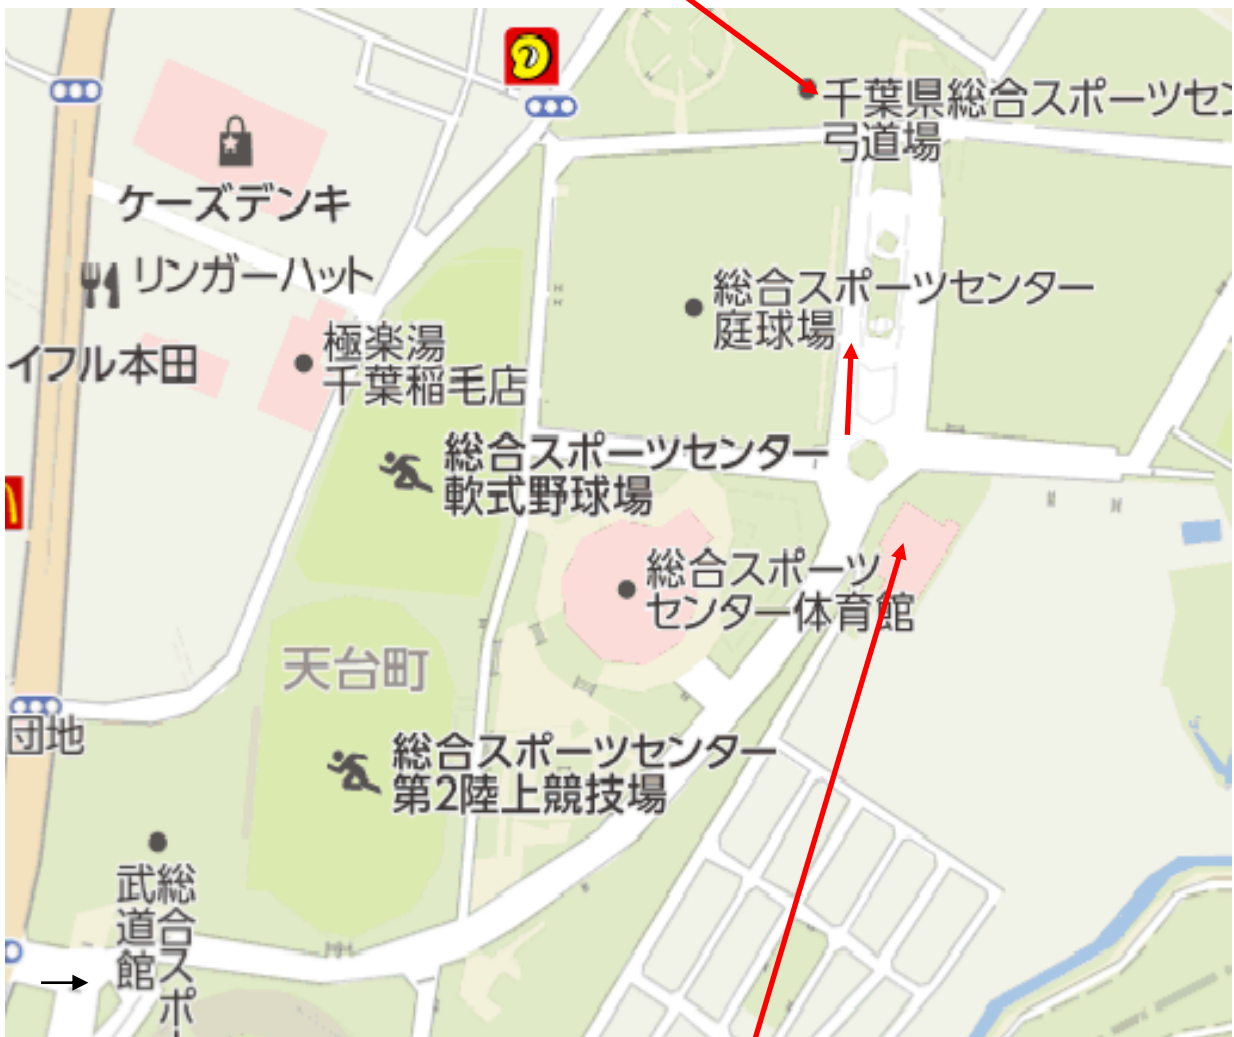 千葉県総合スポーツセン
弓道場
ケーズデンキ
リンガーハット
総合スポーツセンター
庭球場
極楽湯
千葉稲毛店
イフル本田
総合スポーツセンター
軟式野球場
総合スポーツ
センター体育館
天台町
団地
総合スポーツセンター
第2陸上競技場
総合スポー
武道館